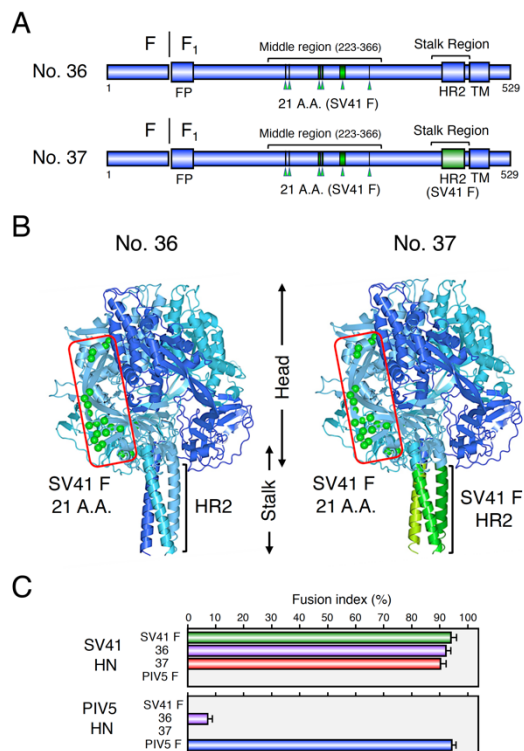 A
F F1 Middle region (223-366) Stalk Region
No. 36
1 FP 21 A.A. (SV41 F) HR2 TM 529
F F1 Middle region (223-366) Stalk Region
No. 37
1 FP 21 A.A. (SV41 F) HR2 TM 529
(SV41 F)
B
No. 36 No. 37
Head
Stalk
SV41 F
21 A.A.
HR2
SV41 F
21 A.A.
SV41 F
HR2
C
Fusion index (%)
0 10 20 30 40 50 60 70 80 90 100
SV41
HN
SV41 F
36
37
PIV5 F
PIV5
HN
SV41 F
36
37
PIV5 F